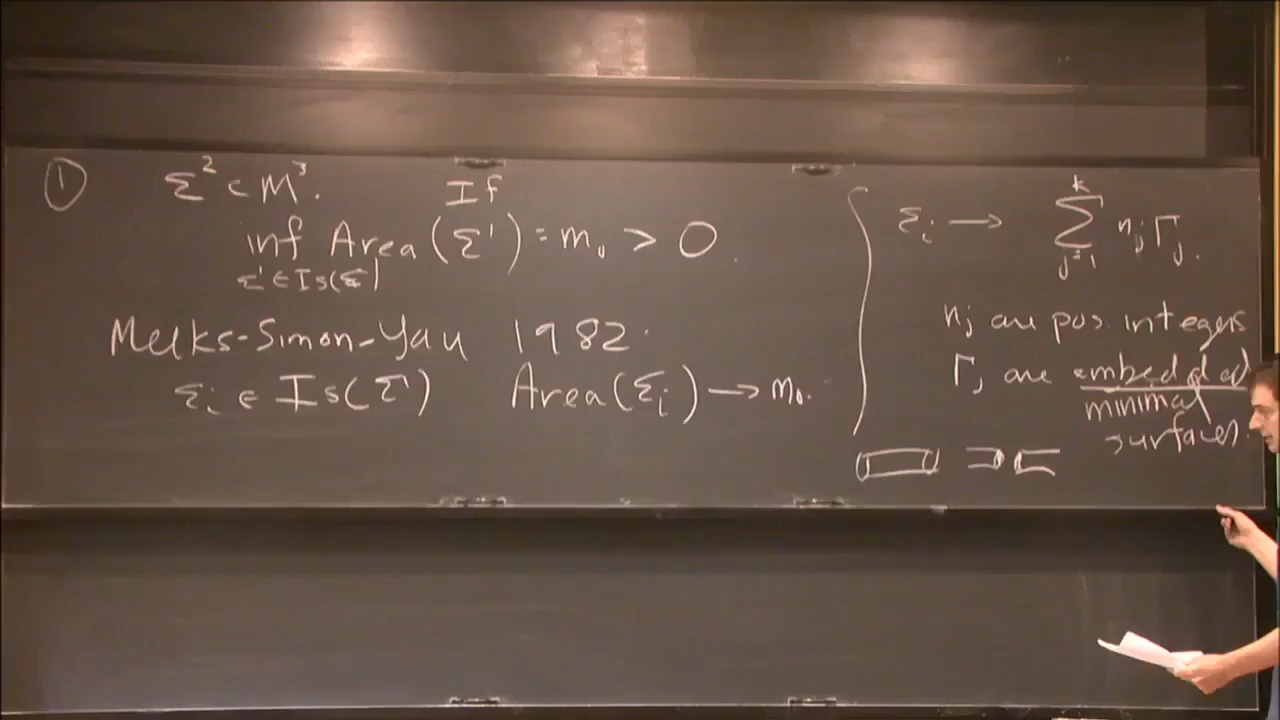 ① Σ² ⊂ M³. If
inf Area(Σ') = m₀ > 0.
Σ' ∈ Is(Σ)
Meeks-Simon-Yau 1982.
Σᵢ ∈ Is(Σ) Area(Σᵢ) → m₀.
Σᵢ → Σ_{j=1}^{k} nⱼ Γⱼ.
nⱼ are pos. integers
Γⱼ are embedded
minimal
surfaces.